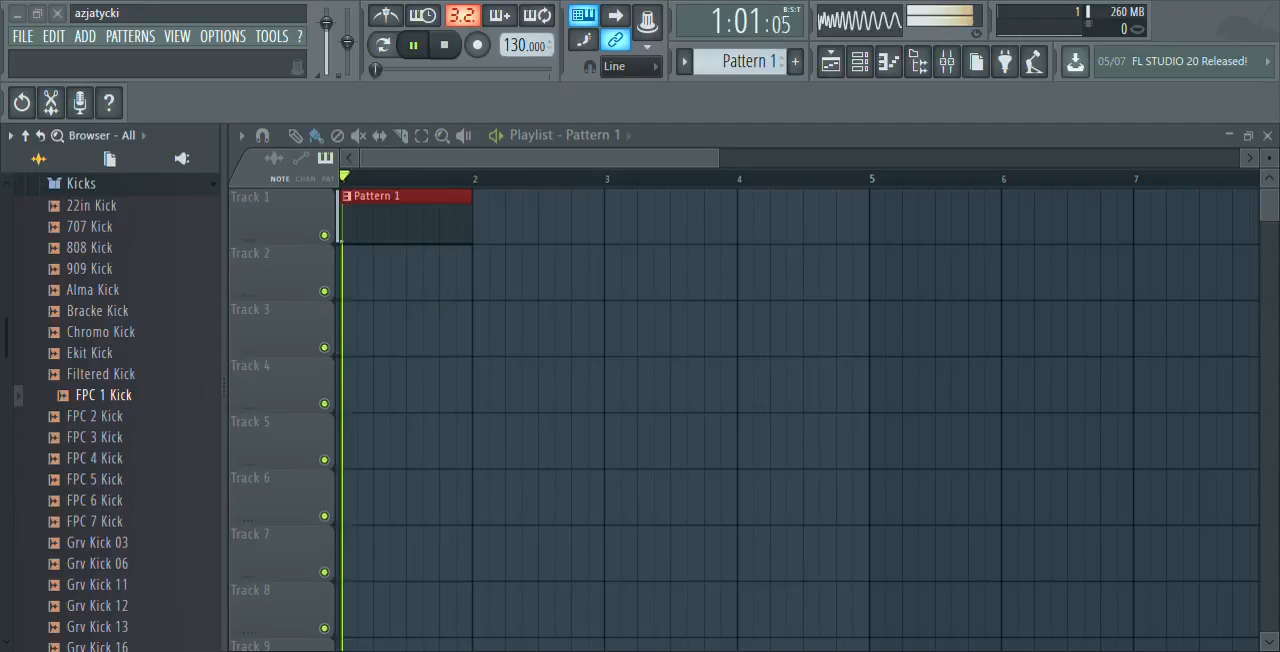 azjatycki
3.2.
1:01:05
B:S:T
1
260 MB
0
FILE EDIT ADD PATTERNS VIEW OPTIONS TOOLS ?
130.000
Line
Pattern 1 +
05/07 FL STUDIO 20 Released!
?
Browser - All
Playlist - Pattern 1
NOTE CHAN PAT
2 3 4 5 6 7
Kicks
22in Kick
707 Kick
808 Kick
909 Kick
Alma Kick
Bracke Kick
Chromo Kick
Ekit Kick
Filtered Kick
FPC 1 Kick
FPC 2 Kick
FPC 3 Kick
FPC 4 Kick
FPC 5 Kick
FPC 6 Kick
FPC 7 Kick
Grv Kick 03
Grv Kick 06
Grv Kick 11
Grv Kick 12
Grv Kick 13
Grv Kick 16
Track 1
Pattern 1
Track 2
Track 3
Track 4
Track 5
Track 6
Track 7
Track 8
Track 9